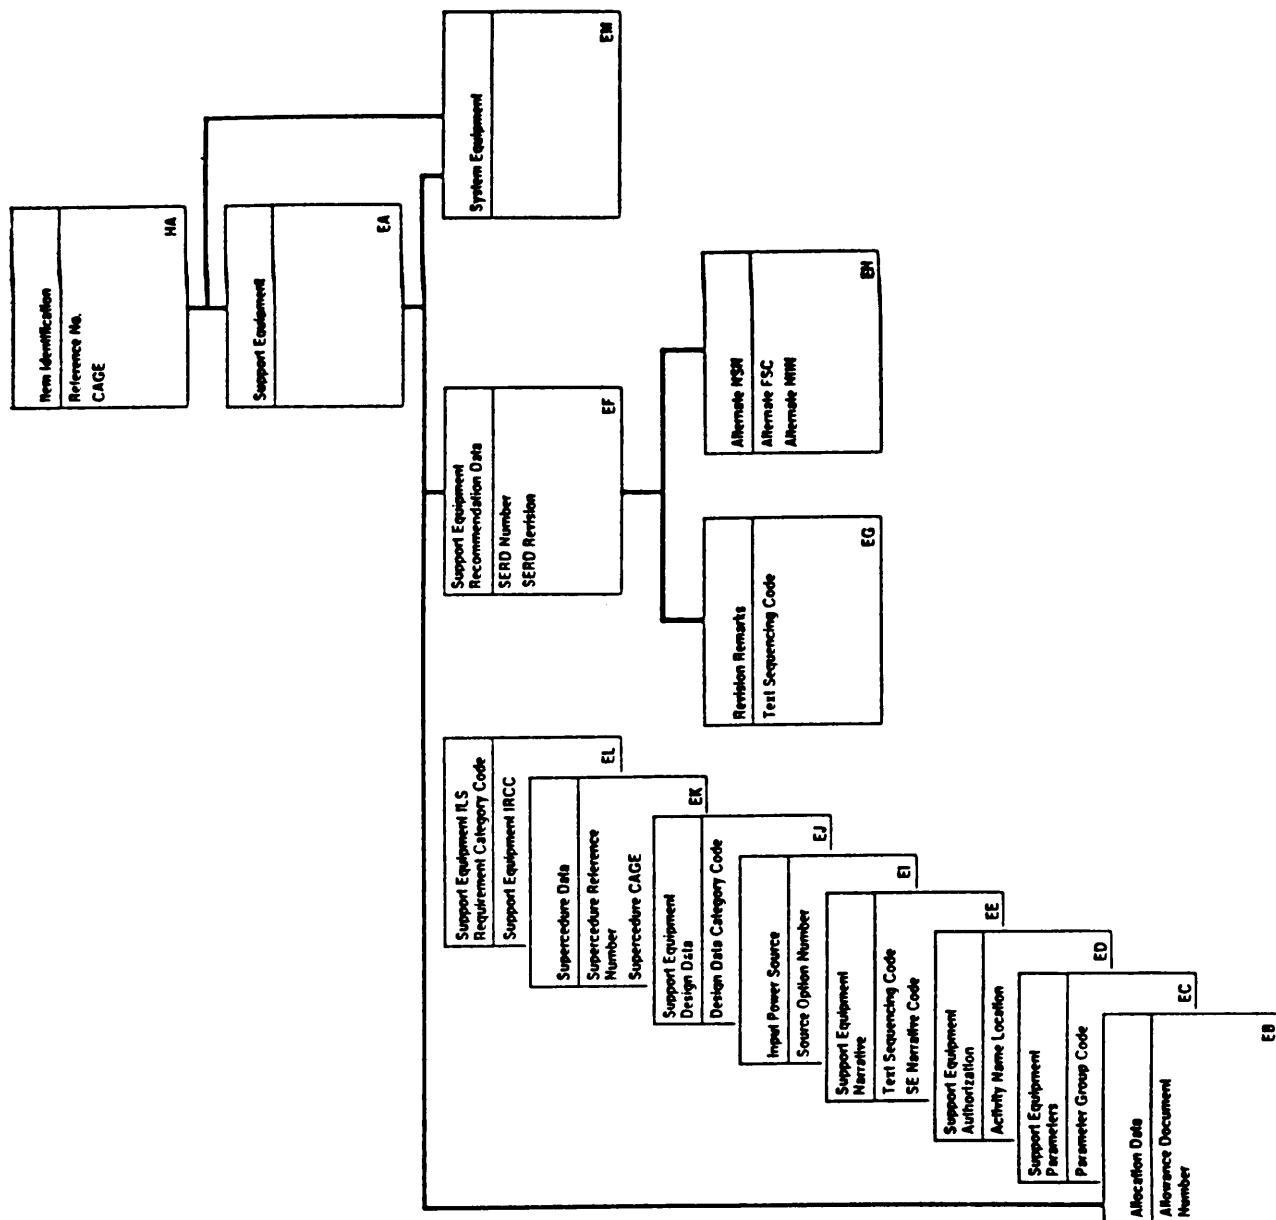 Item Identification
Reference No.
CAGE
HA
Support Equipment
EA
System Equipment
EM
Support Equipment
Recommendation Data
SERD Number
SERD Revision
EF
Revision Remarks
Text Sequencing Code
EG
Alternate NSN
Alternate FSC
Alternate NIIN
EH
Support Equipment ILS
Requirement Category Code
Support Equipment IRCC
EL
Supercedure Data
Supercedure Reference
Number
Supercedure CAGE
EK
Support Equipment
Design Data
Design Data Category Code
EJ
Input Power Source
Source Option Number
EI
Support Equipment
Narrative
Text Sequencing Code
SE Narrative Code
EE
Support Equipment
Authorization
Activity Name Location
ED
Support Equipment
Parameters
Parameter Group Code
EC
Allocation Data
Allowance Document
Number
EB